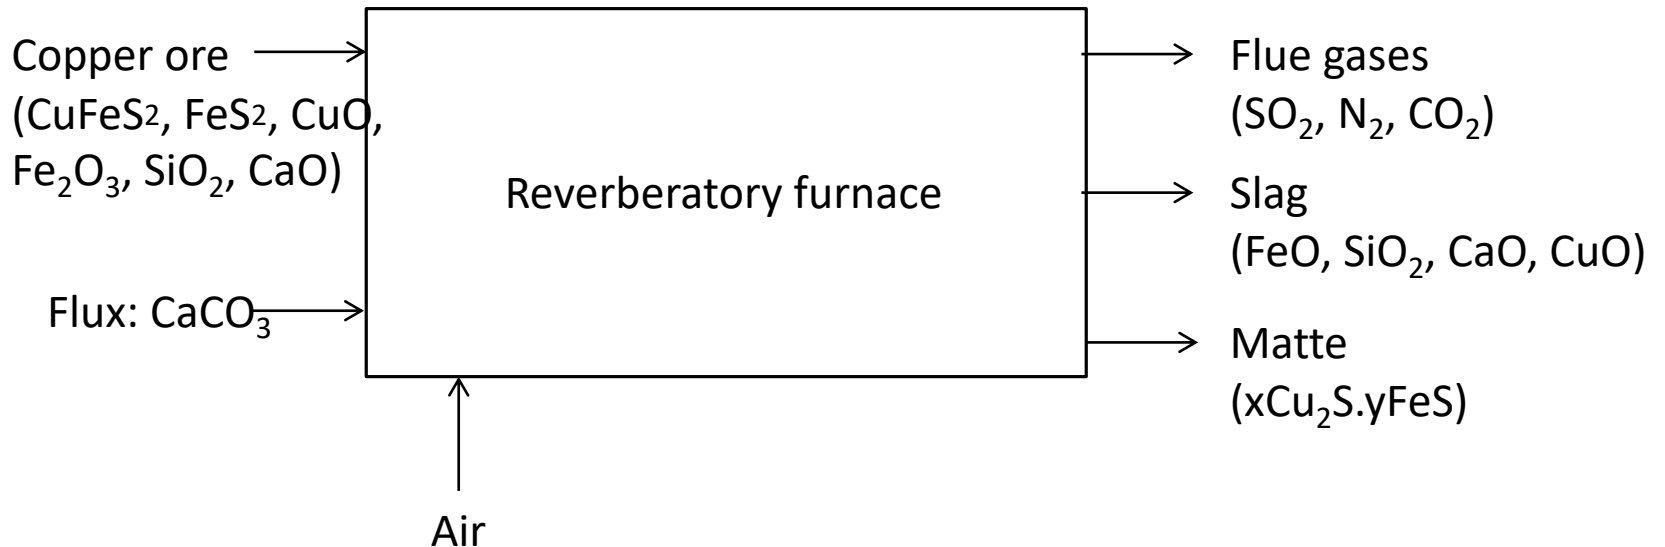 Copper ore
(CuFeS2, FeS2, CuO,
Fe₂O₃, SiO₂, CaO)
Flux: CaCO₃
Air
Reverberatory furnace
Flue gases
(SO₂, N₂, CO₂)
Slag
(FeO, SiO₂, CaO, CuO)
Matte
(xCu₂S.yFeS)